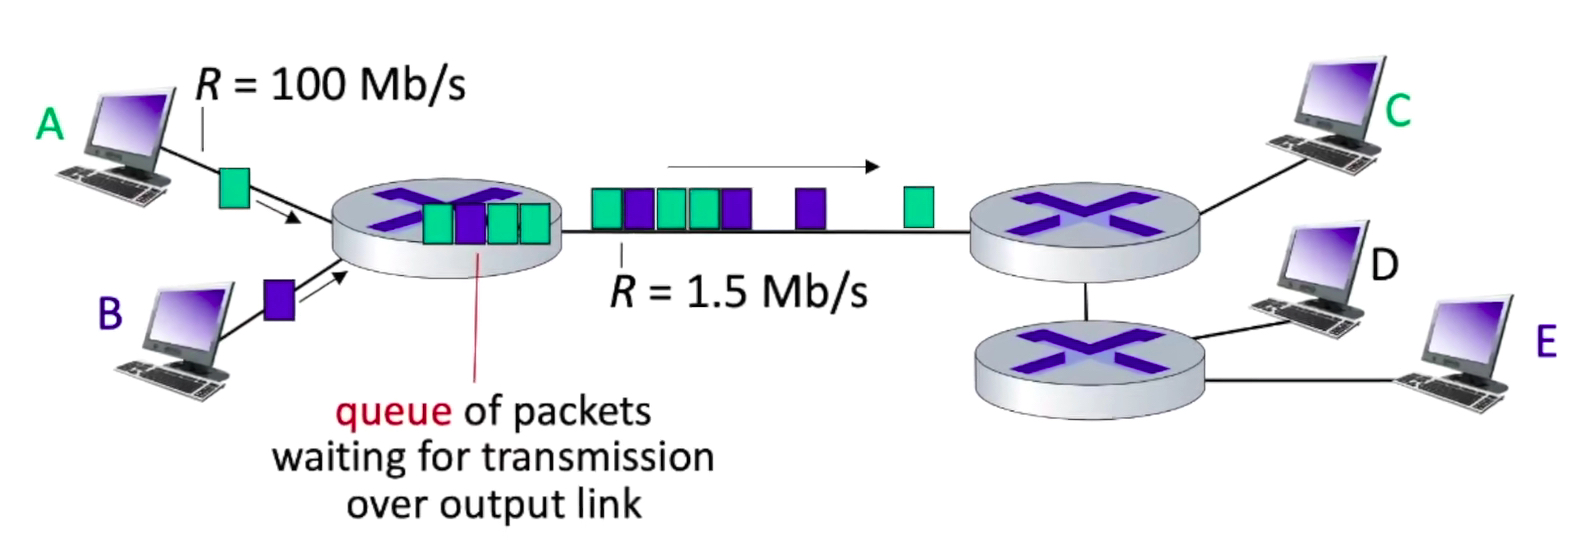 R = 100 Mb/s
A
C
B
R = 1.5 Mb/s
D
E
queue of packets
waiting for transmission
over output link